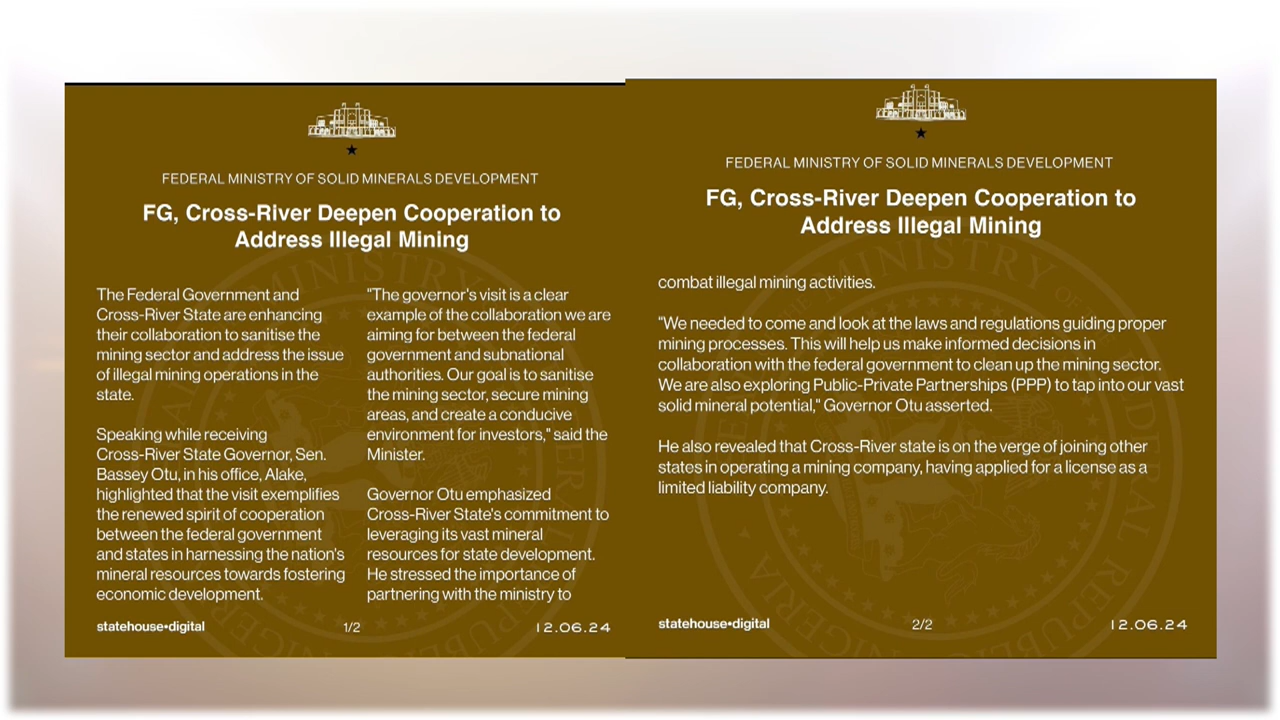 FEDERAL MINISTRY OF SOLID MINERALS DEVELOPMENT
FG, Cross-River Deepen Cooperation to
Address Illegal Mining
The Federal Government and
Cross-River State are enhancing
their collaboration to sanitise the
mining sector and address the issue
of illegal mining operations in the
state.
Speaking while receiving
Cross-River State Governor, Sen.
Bassey Otu, in his office, Alake,
highlighted that the visit exemplifies
the renewed spirit of cooperation
between the federal government
and states in harnessing the nation's
mineral resources towards fostering
economic development.
"The governor's visit is a clear
example of the collaboration we are
aiming for between the federal
government and subnational
authorities. Our goal is to sanitise
the mining sector, secure mining
areas, and create a conducive
environment for investors," said the
Minister.
Governor Otu emphasized
Cross-River State's commitment to
leveraging its vast mineral
resources for state development.
He stressed the importance of
partnering with the ministry to
statehouse•digital
1/2
12.06.24
FEDERAL MINISTRY OF SOLID MINERALS DEVELOPMENT
FG, Cross-River Deepen Cooperation to
Address Illegal Mining
combat illegal mining activities.
"We needed to come and look at the laws and regulations guiding proper
mining processes. This will help us make informed decisions in
collaboration with the federal government to clean up the mining sector.
We are also exploring Public-Private Partnerships (PPP) to tap into our vast
solid mineral potential," Governor Otu asserted.
He also revealed that Cross-River state is on the verge of joining other
states in operating a mining company, having applied for a license as a
limited liability company.
statehouse•digital
2/2
12.06.24